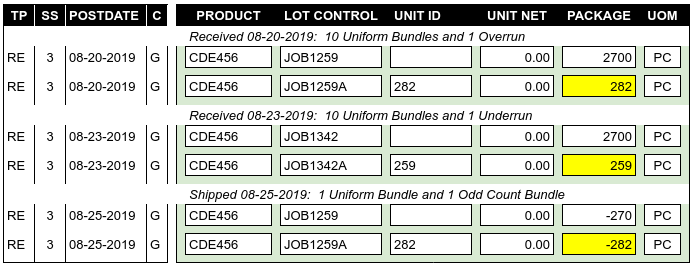 TP SS POSTDATE C PRODUCT LOT CONTROL UNIT ID UNIT NET PACKAGE UOM
Received 08-20-2019: 10 Uniform Bundles and 1 Overrun
RE 3 08-20-2019 G CDE456 JOB1259 0.00 2700 PC
RE 3 08-20-2019 G CDE456 JOB1259A 282 0.00 282 PC
Received 08-23-2019: 10 Uniform Bundles and 1 Underrun
RE 3 08-23-2019 G CDE456 JOB1342 0.00 2700 PC
RE 3 08-23-2019 G CDE456 JOB1342A 259 0.00 259 PC
Shipped 08-25-2019: 1 Uniform Bundle and 1 Odd Count Bundle
RE 3 08-25-2019 G CDE456 JOB1259 0.00 -270 PC
RE 3 08-25-2019 G CDE456 JOB1259A 282 0.00 -282 PC